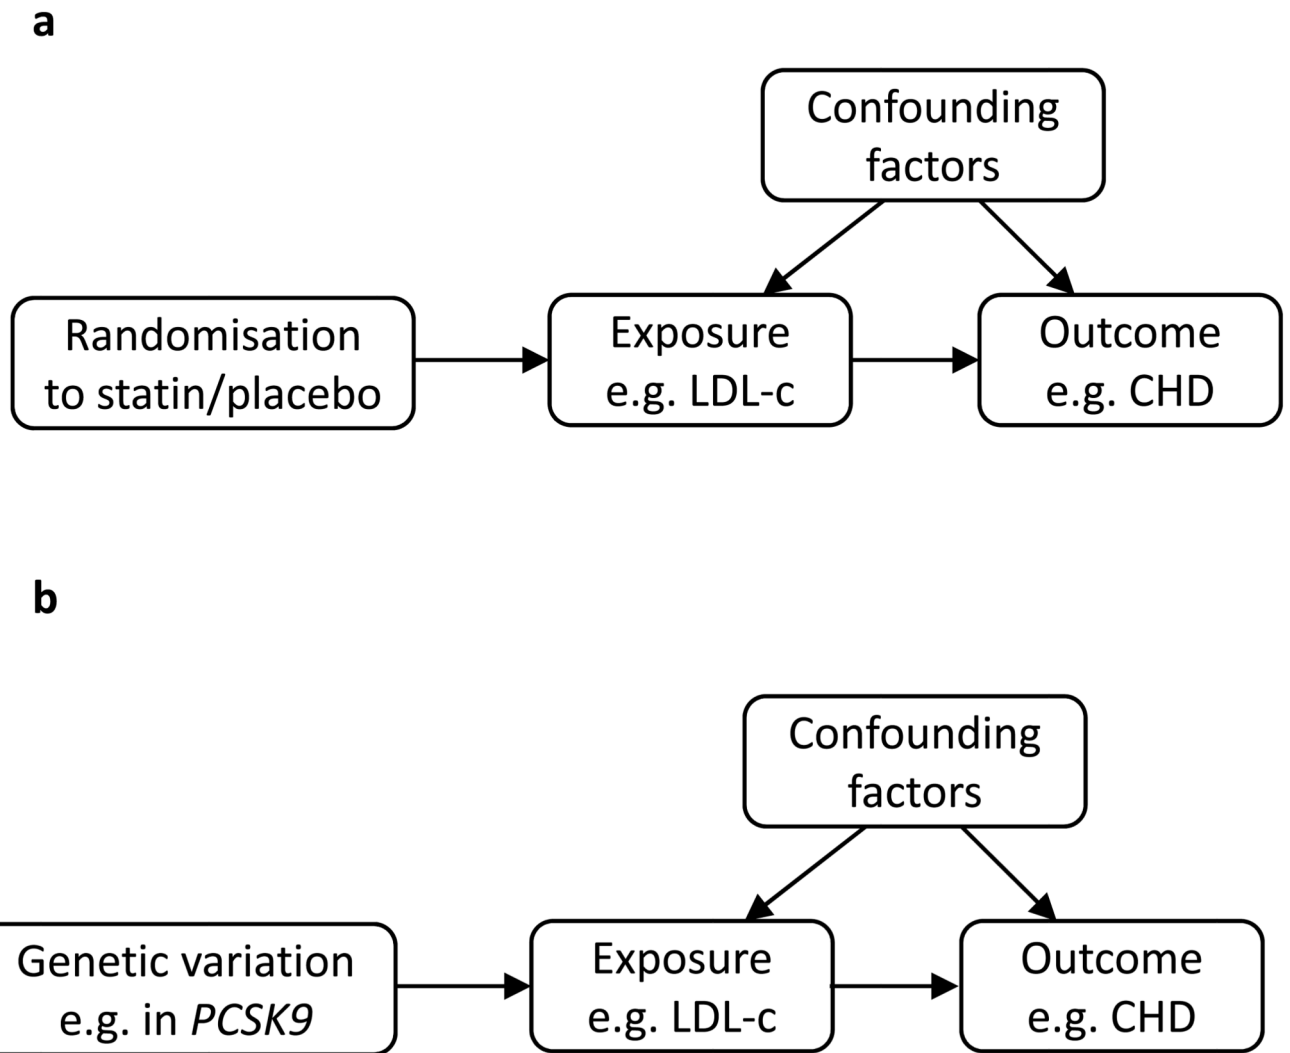 a
Confounding
factors
Randomisation
to statin/placebo
Exposure
e.g. LDL-c
Outcome
e.g. CHD
b
Confounding
factors
Genetic variation
e.g. in PCSK9
Exposure
e.g. LDL-c
Outcome
e.g. CHD